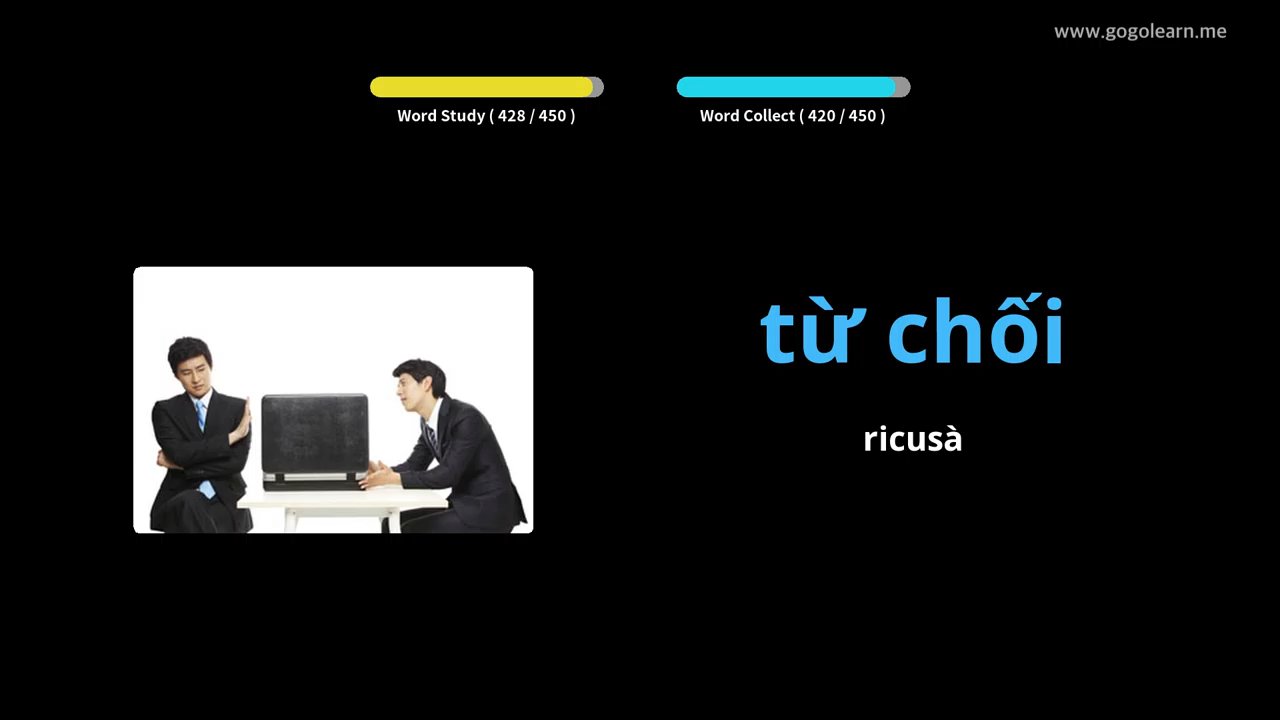 www.gogolearn.me
Word Study ( 428 / 450 )
Word Collect ( 420 / 450 )
từ chối
ricusà